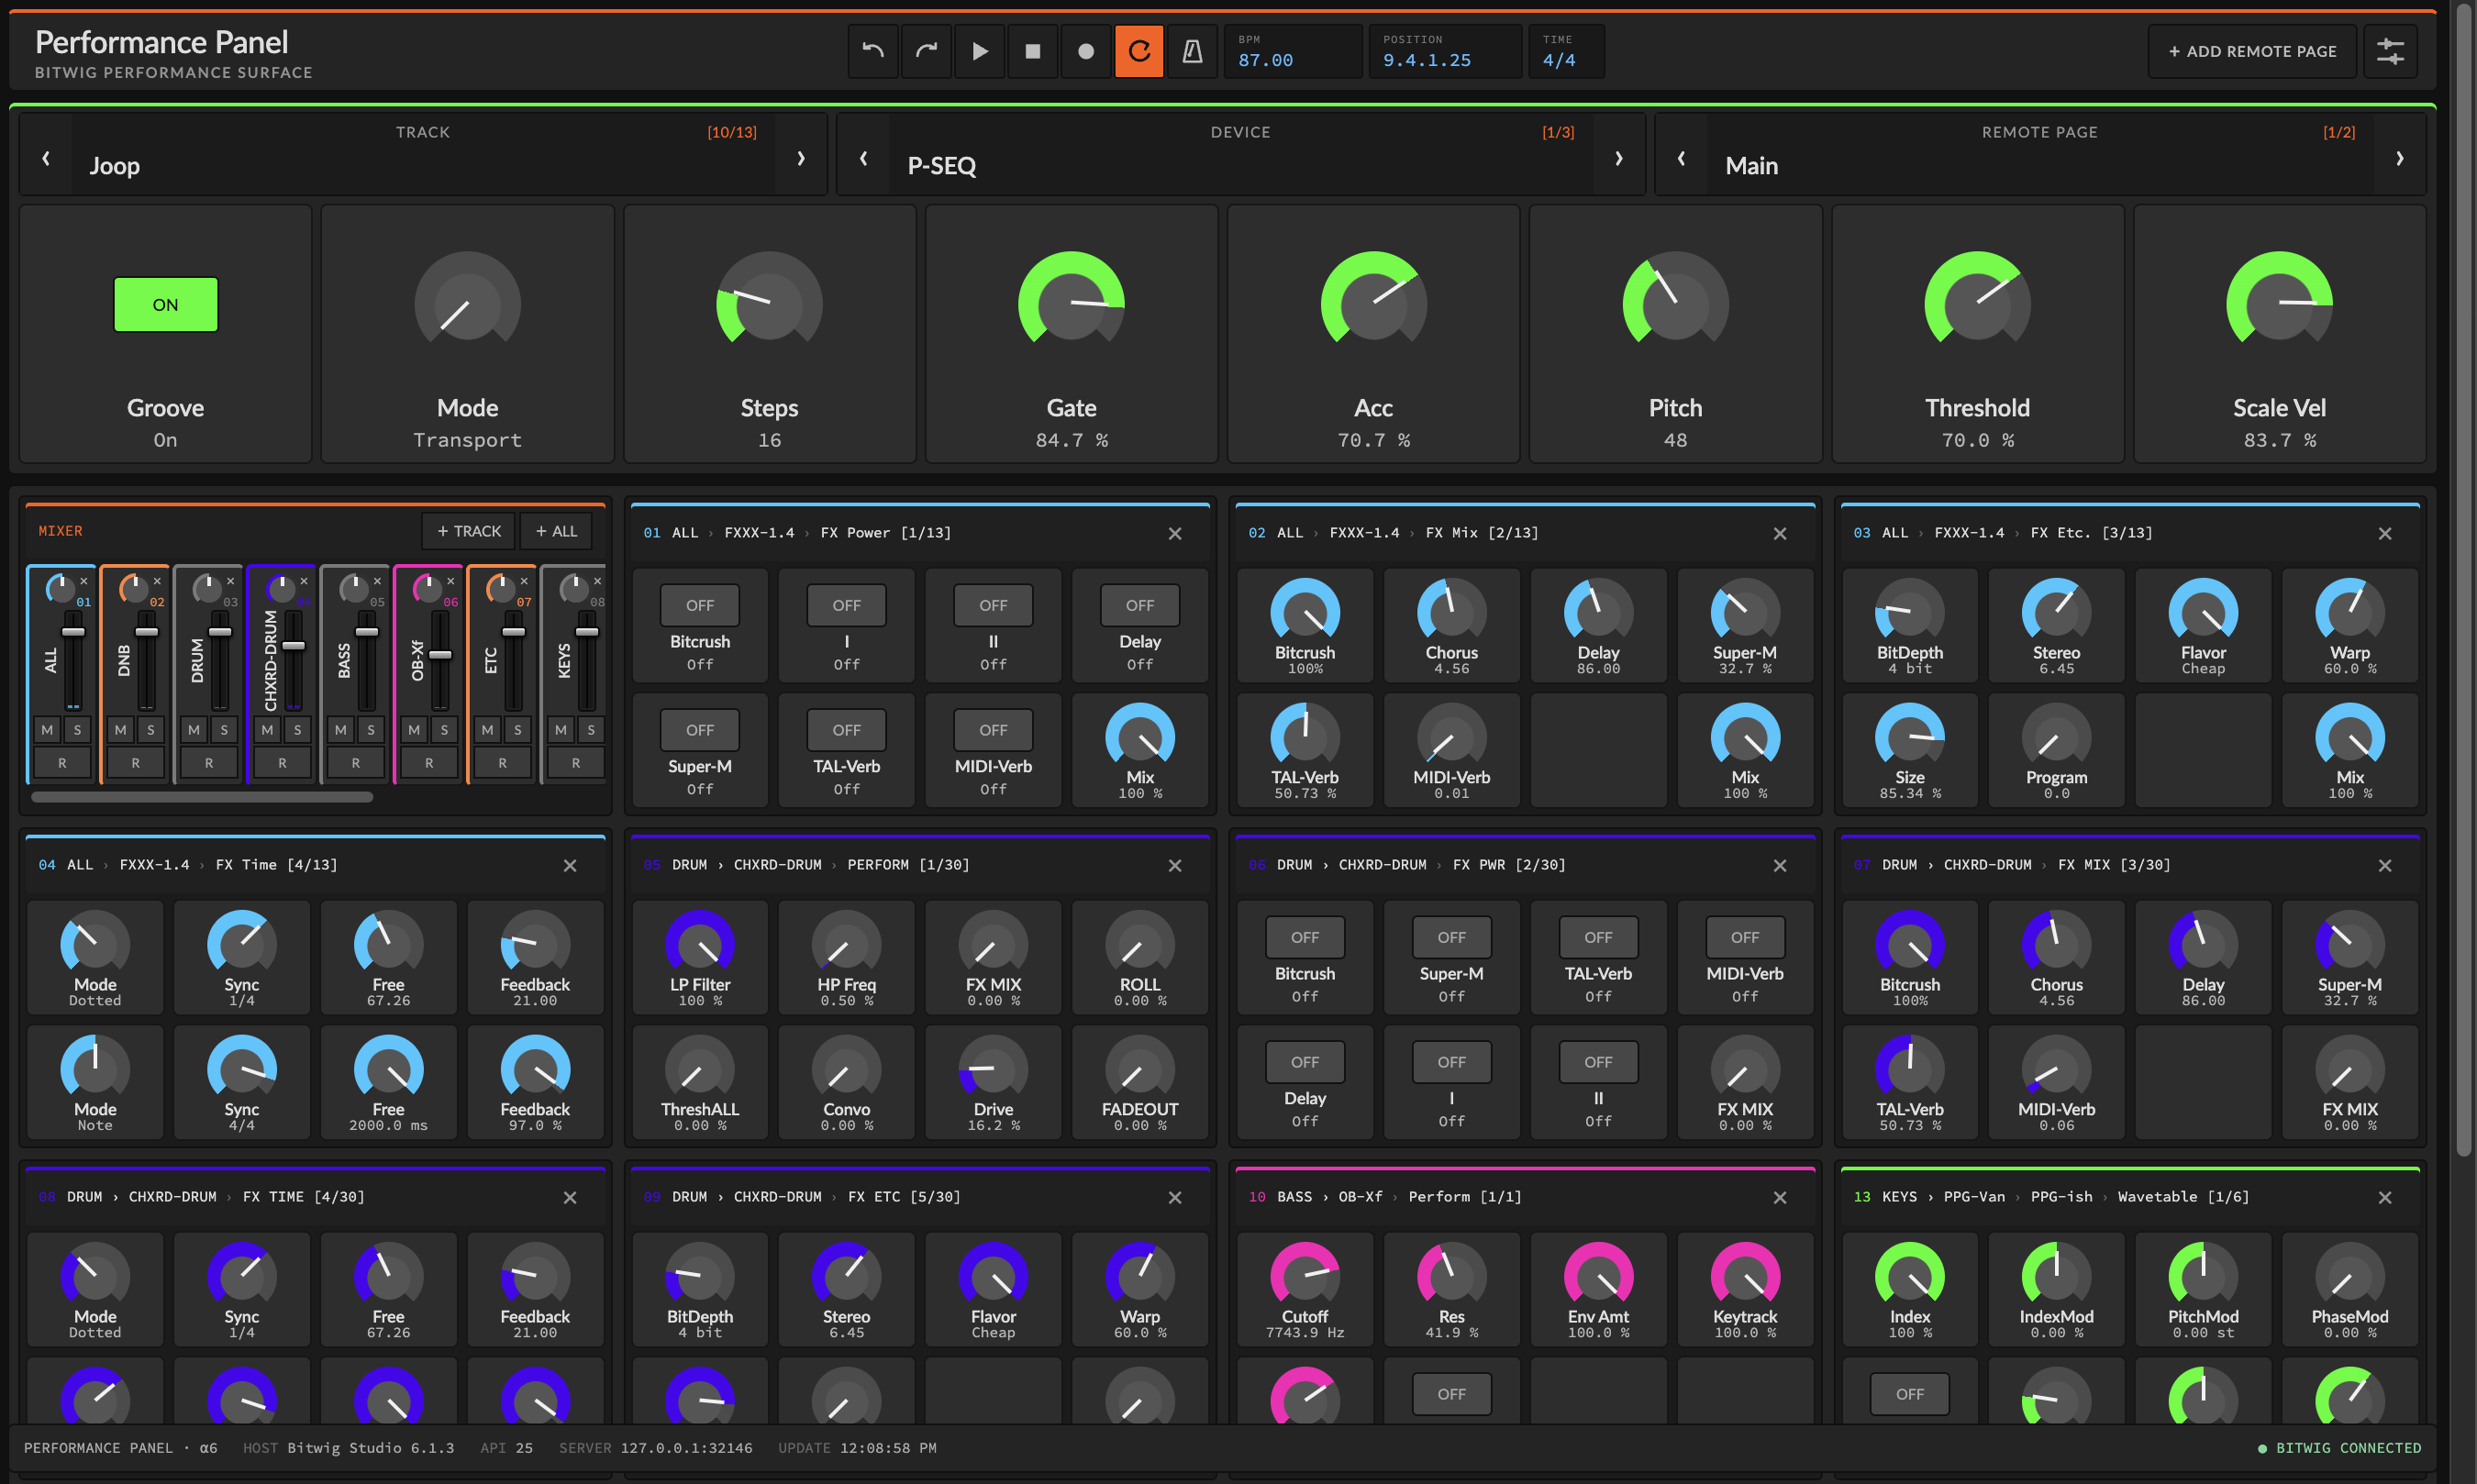 Performance Panel
BITWIG PERFORMANCE SURFACE
BPM
87.00
POSITION
9.4.1.25
TIME
4/4
+ ADD REMOTE PAGE
TRACK [10/13]
Joop
DEVICE [1/3]
P-SEQ
REMOTE PAGE [1/2]
Main
ON
Groove
On
Mode
Transport
Steps
16
Gate
84.7 %
Acc
70.7 %
Pitch
48
Threshold
70.0 %
Scale Vel
83.7 %
MIXER + TRACK + ALL
01 ALL M S R
02 DNB M S R
03 DRUM M S R
04 CHXRD-DRUM M S R
05 BASS M S R
06 OB-Xf M S R
07 ETC M S R
08 KEYS M S R
01 ALL › FXXX-1.4 › FX Power [1/13]
OFF OFF OFF OFF
Bitcrush I II Delay
Off Off Off Off
OFF OFF OFF
Super-M TAL-Verb MIDI-Verb Mix
Off Off Off 100 %
02 ALL › FXXX-1.4 › FX Mix [2/13]
Bitcrush Chorus Delay Super-M
100% 4.56 86.00 32.7 %
TAL-Verb MIDI-Verb Mix
50.73 % 0.01 100 %
03 ALL › FXXX-1.4 › FX Etc. [3/13]
BitDepth Stereo Flavor Warp
4 bit 6.45 Cheap 60.0 %
Size Program Mix
85.34 % 0.0 100 %
04 ALL › FXXX-1.4 › FX Time [4/13]
Mode Sync Free Feedback
Dotted 1/4 67.26 21.00
Mode Sync Free Feedback
Note 4/4 2000.0 ms 97.0 %
05 DRUM › CHXRD-DRUM › PERFORM [1/30]
LP Filter HP Freq FX MIX ROLL
100 % 0.50 % 0.00 % 0.00 %
ThreshALL Convo Drive FADEOUT
0.00 % 0.00 % 16.2 % 0.00 %
06 DRUM › CHXRD-DRUM › FX PWR [2/30]
OFF OFF OFF OFF
Bitcrush Super-M TAL-Verb MIDI-Verb
Off Off Off Off
OFF OFF OFF
Delay I II FX MIX
Off Off Off 0.00 %
07 DRUM › CHXRD-DRUM › FX MIX [3/30]
Bitcrush Chorus Delay Super-M
100% 4.56 86.00 32.7 %
TAL-Verb MIDI-Verb FX MIX
50.73 % 0.06 0.00 %
08 DRUM › CHXRD-DRUM › FX TIME [4/30]
Mode Sync Free Feedback
Dotted 1/4 67.26 21.00
09 DRUM › CHXRD-DRUM › FX ETC [5/30]
BitDepth Stereo Flavor Warp
4 bit 6.45 Cheap 60.0 %
10 BASS › OB-Xf › Perform [1/1]
Cutoff Res Env Amt Keytrack
7743.9 Hz 41.9 % 100.0 % 100.0 %
OFF
13 KEYS › PPG-Van › PPG-ish › Wavetable [1/6]
Index IndexMod PitchMod PhaseMod
100 % 0.00 % 0.00 st 0.00 %
OFF
PERFORMANCE PANEL · α6 HOST Bitwig Studio 6.1.3 API 25 SERVER 127.0.0.1:32146 UPDATE 12:08:58 PM
BITWIG CONNECTED